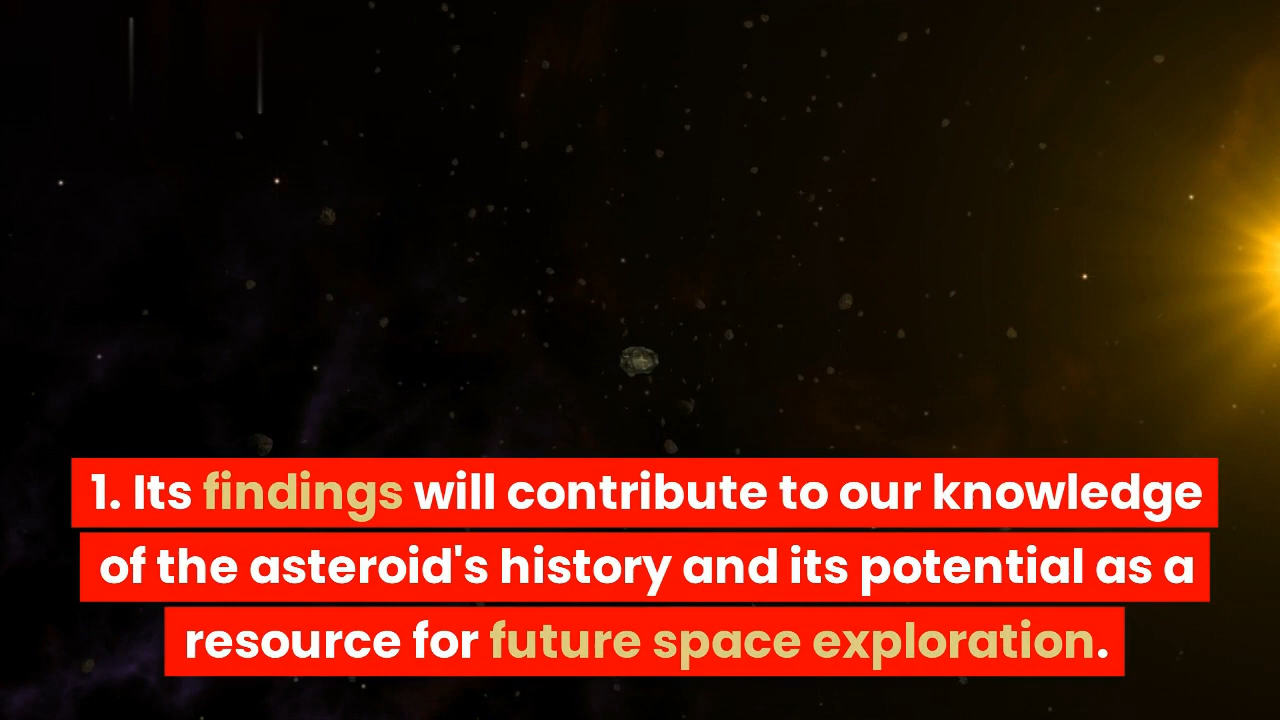 1. Its findings will contribute to our knowledge
of the asteroid's history and its potential as a
resource for future space exploration.